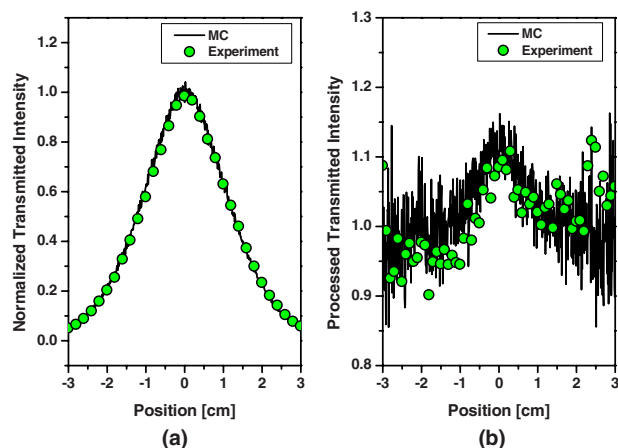 MC
Experiment
Normalized Transmitted Intensity
1.2
1.0
0.8
0.6
0.4
0.2
0.0
-3 -2 -1 0 1 2 3
Position [cm]
(a)
MC
Experiment
Processed Transmitted Intensity
1.3
1.2
1.1
1.0
0.9
0.8
-3 -2 -1 0 1 2 3
Position [cm]
(b)